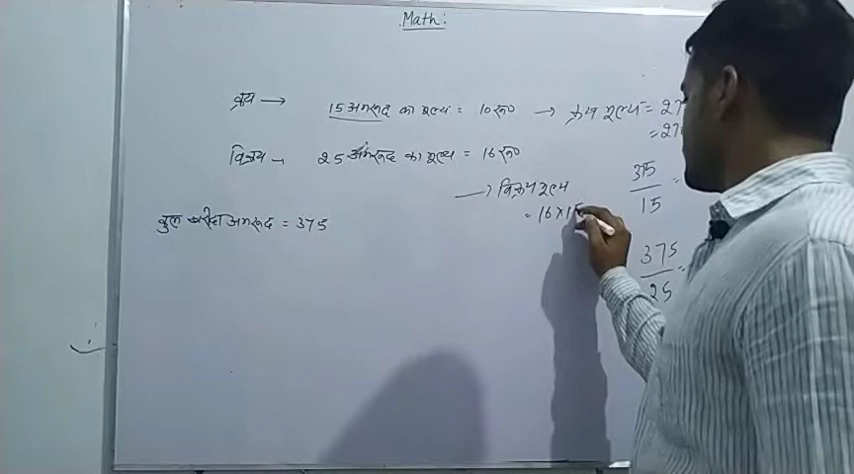 Math:
क्रय → 15 अमरूद का मूल्य = 10 रू० → क्रय मूल्य = 27
= 27
विक्रय → 25 अमरूद का मूल्य = 16 रू०
→ विक्रय मूल्य
= 16 × 15
375
15 =
कुल खरीदा अमरूद = 375
375
25 =